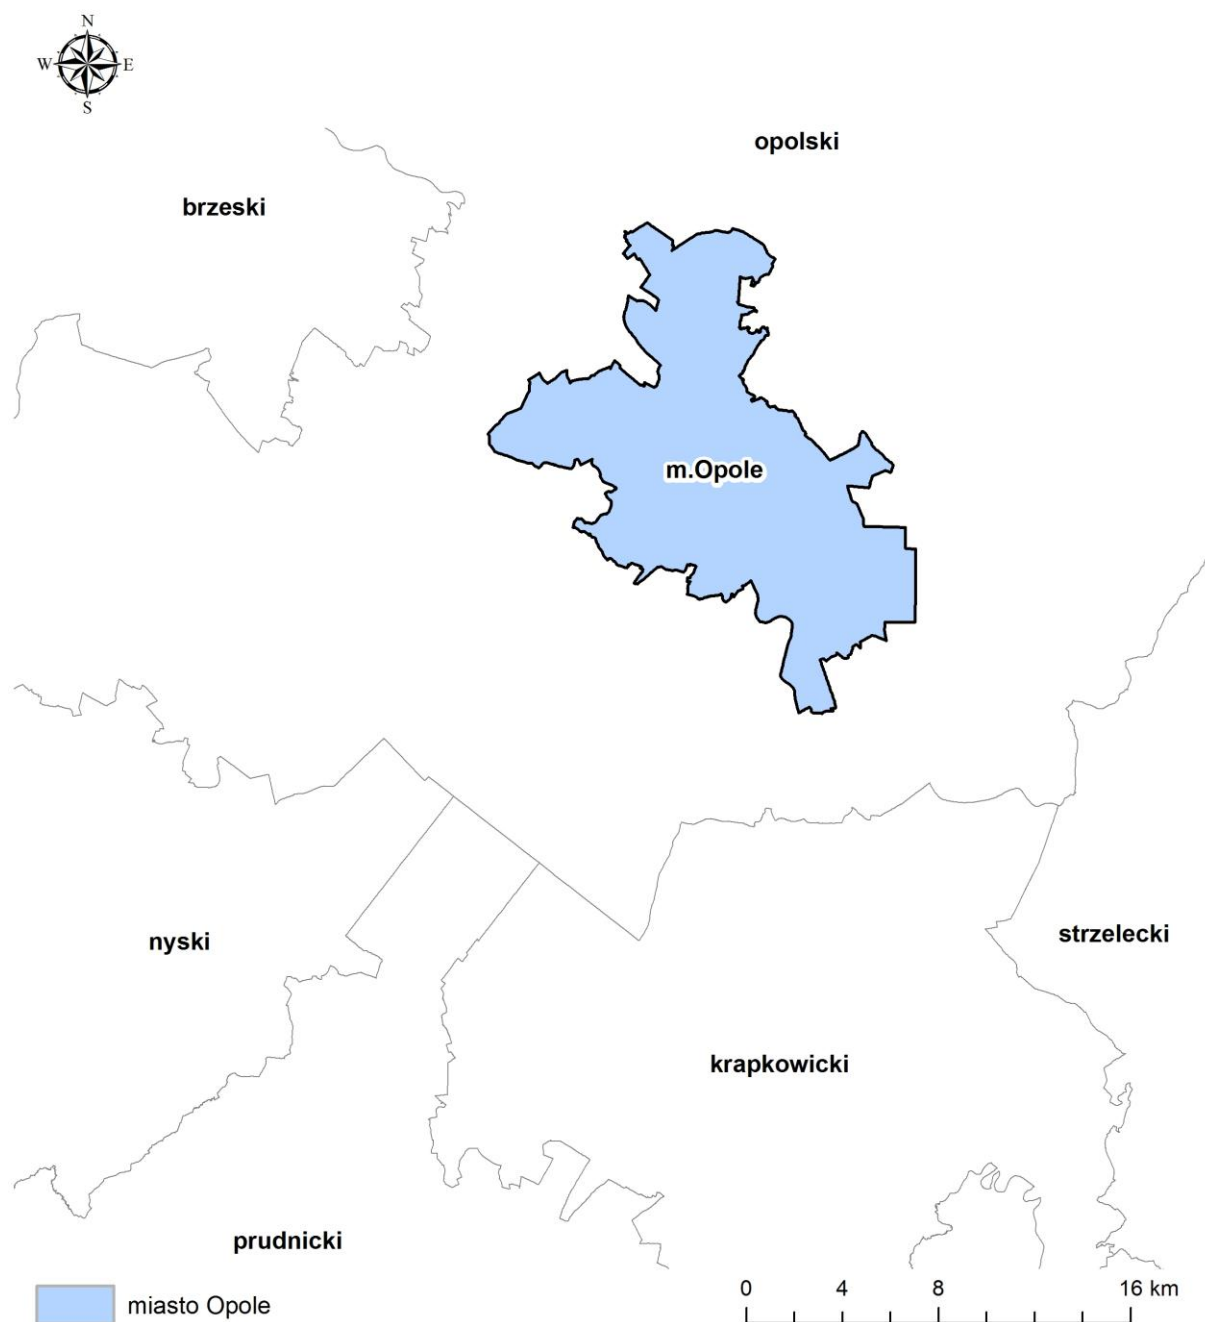 N
W E
S
opolski
brzeski
m.Opole
nyski
strzelecki
krapkowicki
prudnicki
miasto Opole
0 4 8 16 km